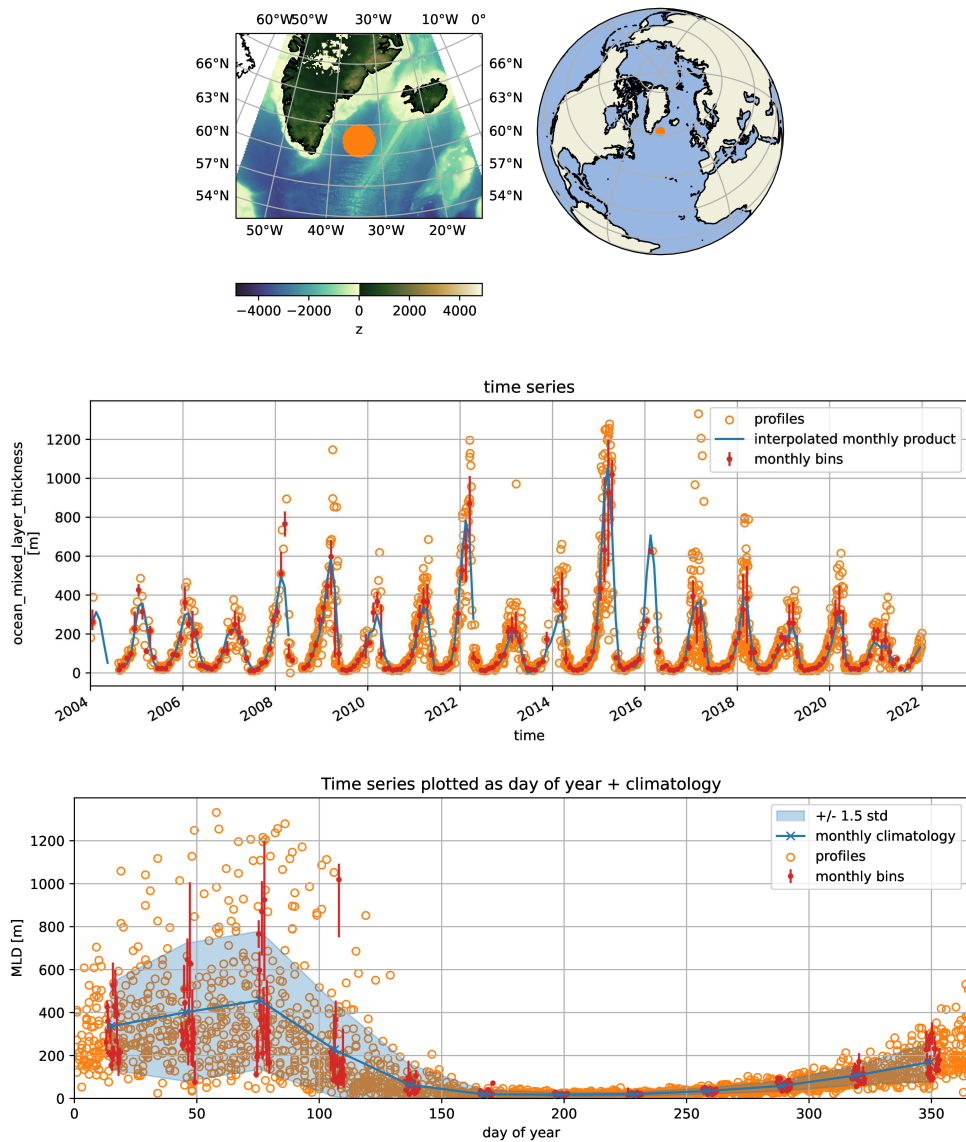 60°W 50°W 40°W 30°W 20°W 10°W 0°
66°N 66°N
63°N 63°N
60°N 60°N
57°N 57°N
54°N 54°N
50°W 40°W 30°W 20°W
−4000 −2000 0 2000 4000
z
time series
profiles
interpolated monthly product
monthly bins
1200
1000
800
600
400
200
0
ocean_mixed_layer_thickness
[m]
2004 2006 2008 2010 2012 2014 2016 2018 2020 2022
time
Time series plotted as day of year + climatology
+/- 1.5 std
monthly climatology
profiles
monthly bins
1200
1000
800
600
400
200
0
MLD [m]
0 50 100 150 200 250 300 350
day of year